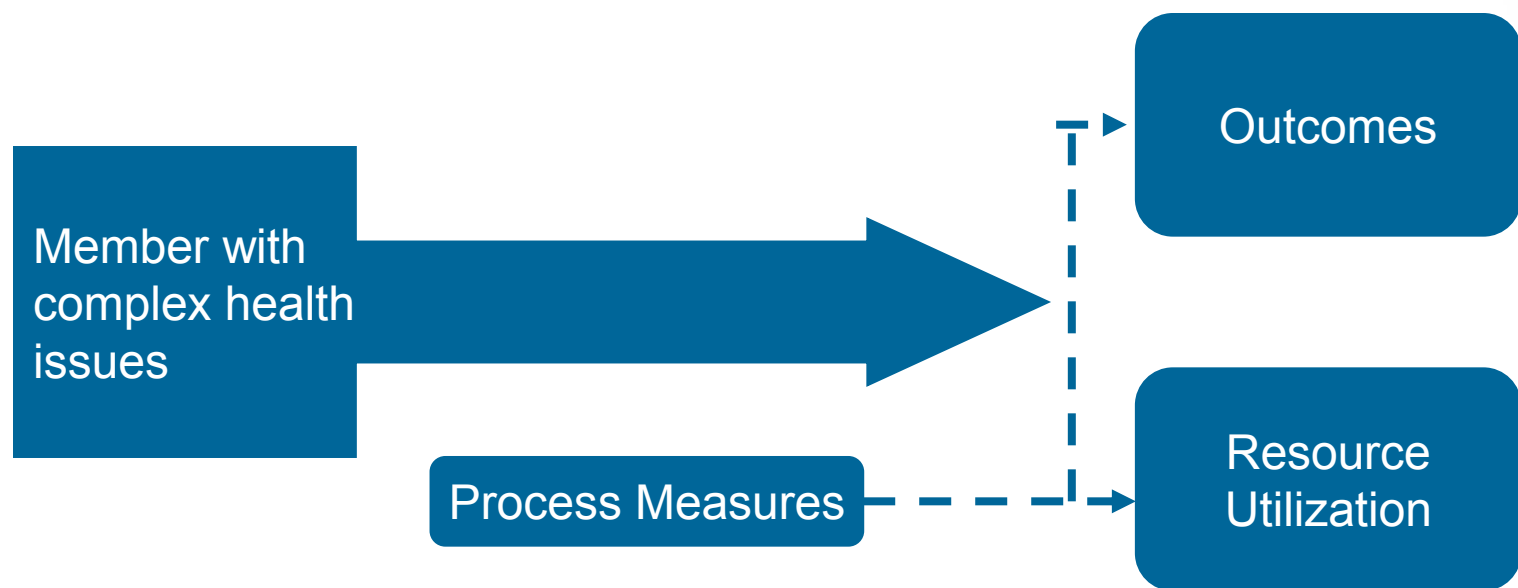 Outcomes
Member with
complex health
issues
Process Measures
Resource
Utilization